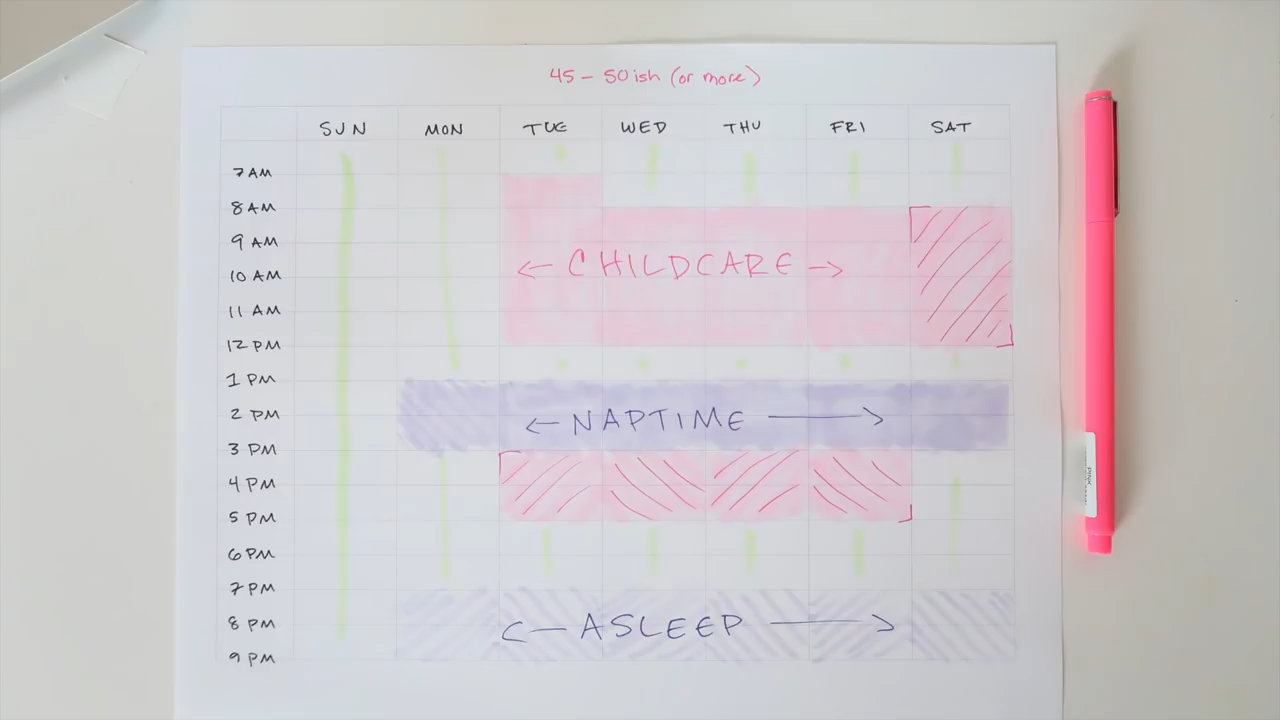 45 – 50 ish (or more)
SUN MON TUE WED THU FRI SAT
7 AM
8 AM
9 AM
← CHILDCARE →
10 AM
11 AM
12 PM
1 PM
2 PM
← NAPTIME →
3 PM
4 PM
5 PM
6 PM
7 PM
8 PM
← ASLEEP →
9 PM
PINK